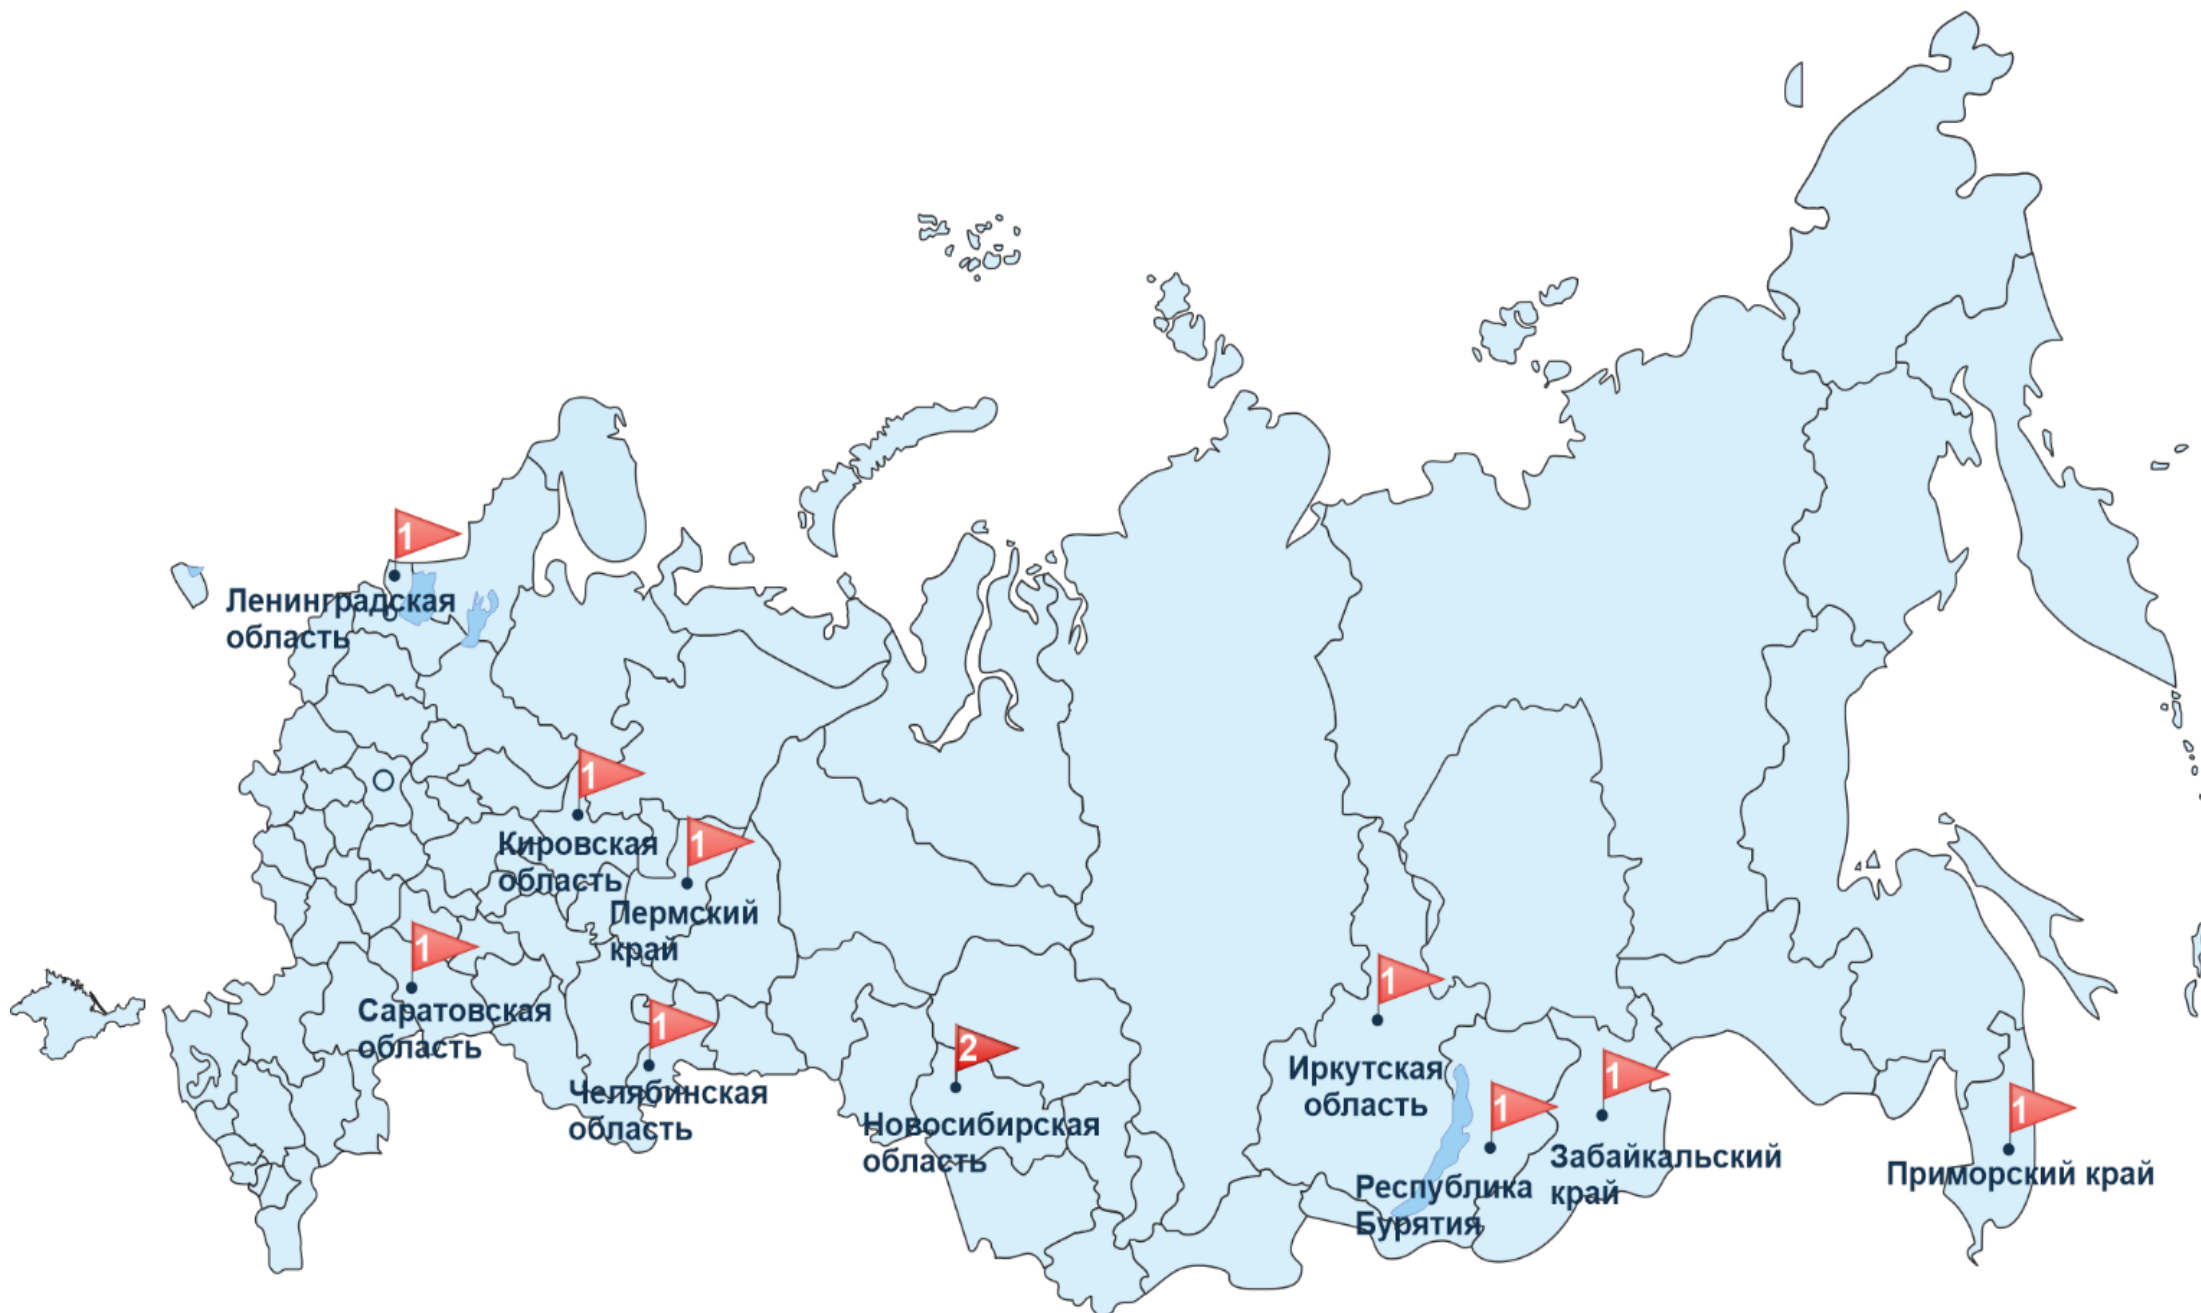 1
Ленинградская
область
1
Кировская
область
1
Пермский
край
1
Саратовская
область
1
Челябинская
область
2
Новосибирская
область
1
Иркутская
область
1
Республика
Бурятия
1
Забайкальский
край
1
Приморский край